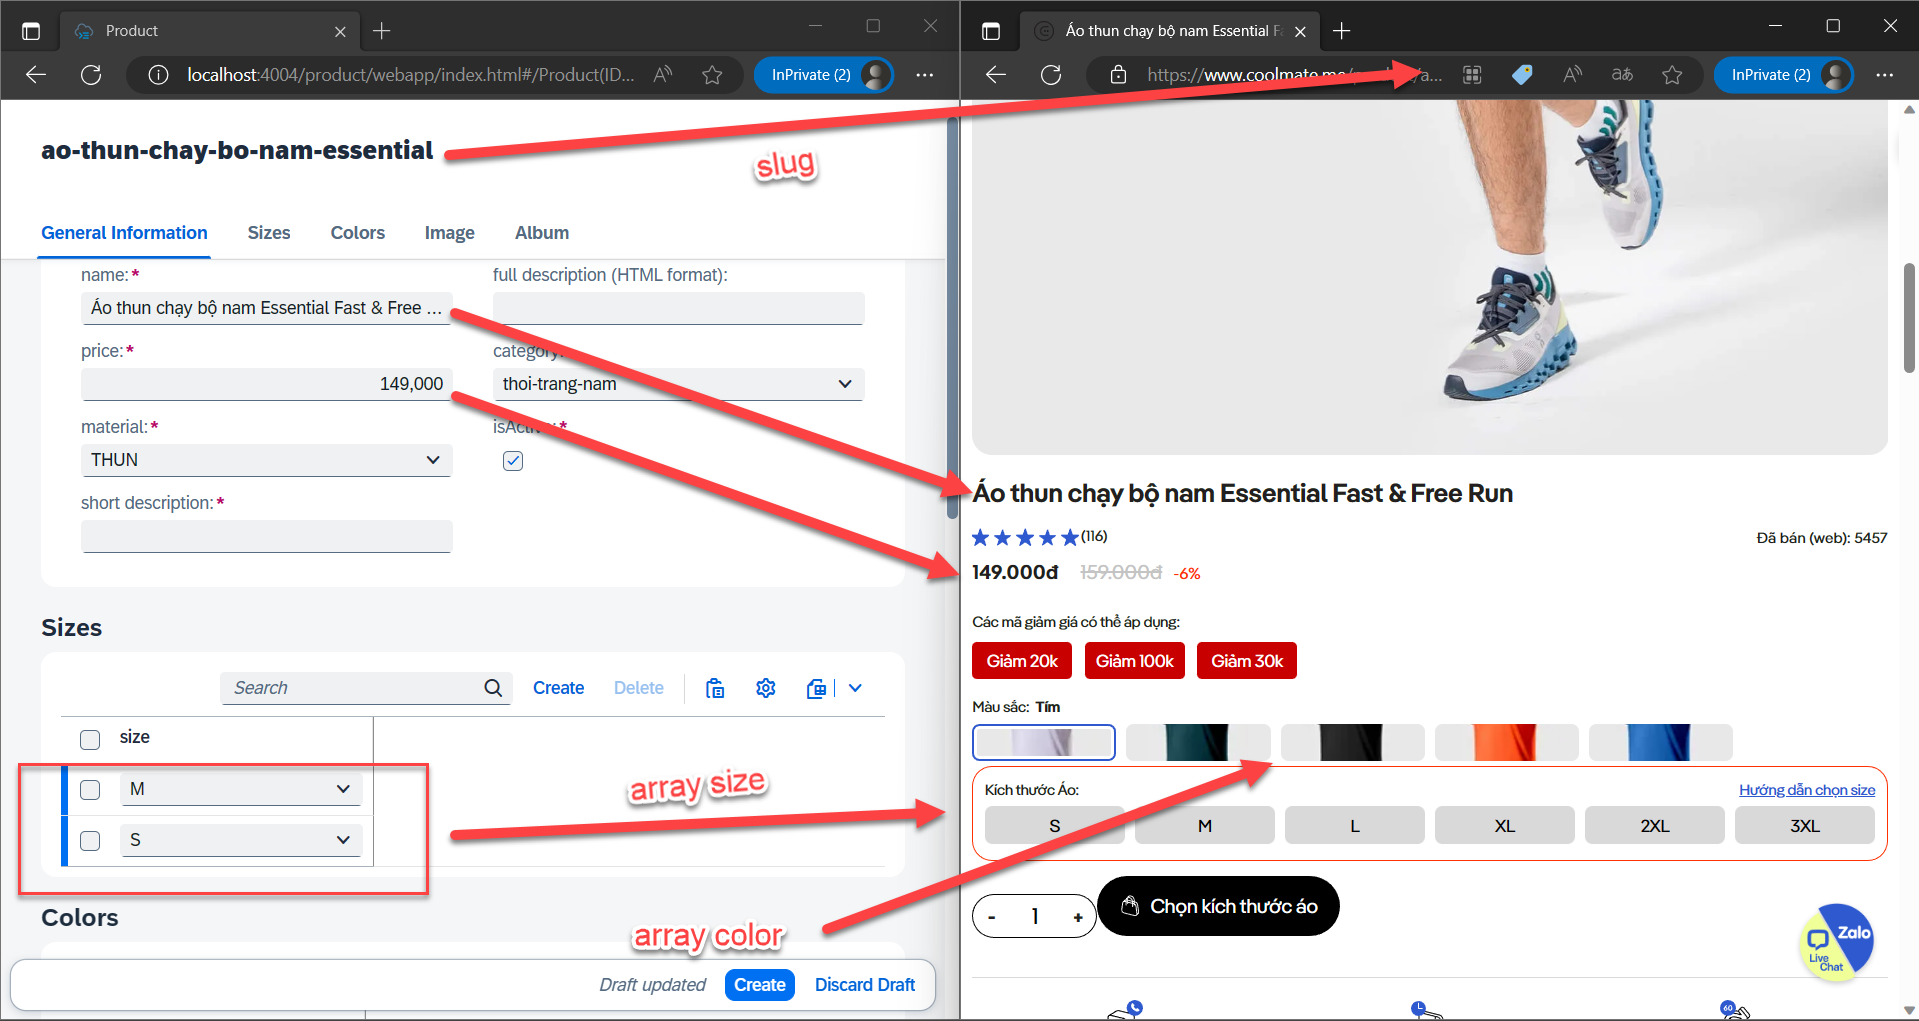 Product
localhost:4004/product/webapp/index.html#/Product(ID...
InPrivate (2)
ao-thun-chay-bo-nam-essential
slug
General Information
Sizes
Colors
Image
Album
name:*
full description (HTML format):
Áo thun chạy bộ nam Essential Fast & Free ...
price:*
category:
149,000
thoi-trang-nam
material:*
THUN
short description:*
Sizes
Search
Create
Delete
size
M
S
array size
Colors
array color
Draft updated
Create
Discard Draft
Áo thun chạy bộ nam Essential F
https://www.coolmate.me
a...
InPrivate (2)
Áo thun chạy bộ nam Essential Fast & Free Run
(116)
Đã bán (web): 5457
149.000đ 159.000đ -6%
Các mã giảm giá có thể áp dụng:
Giảm 20k
Giảm 100k
Giảm 30k
Màu sắc: Tím
Kích thước Áo:
Hướng dẫn chọn size
S
M
L
XL
2XL
3XL
- 1 +
Chọn kích thước áo
Zalo
Live
Chat
60